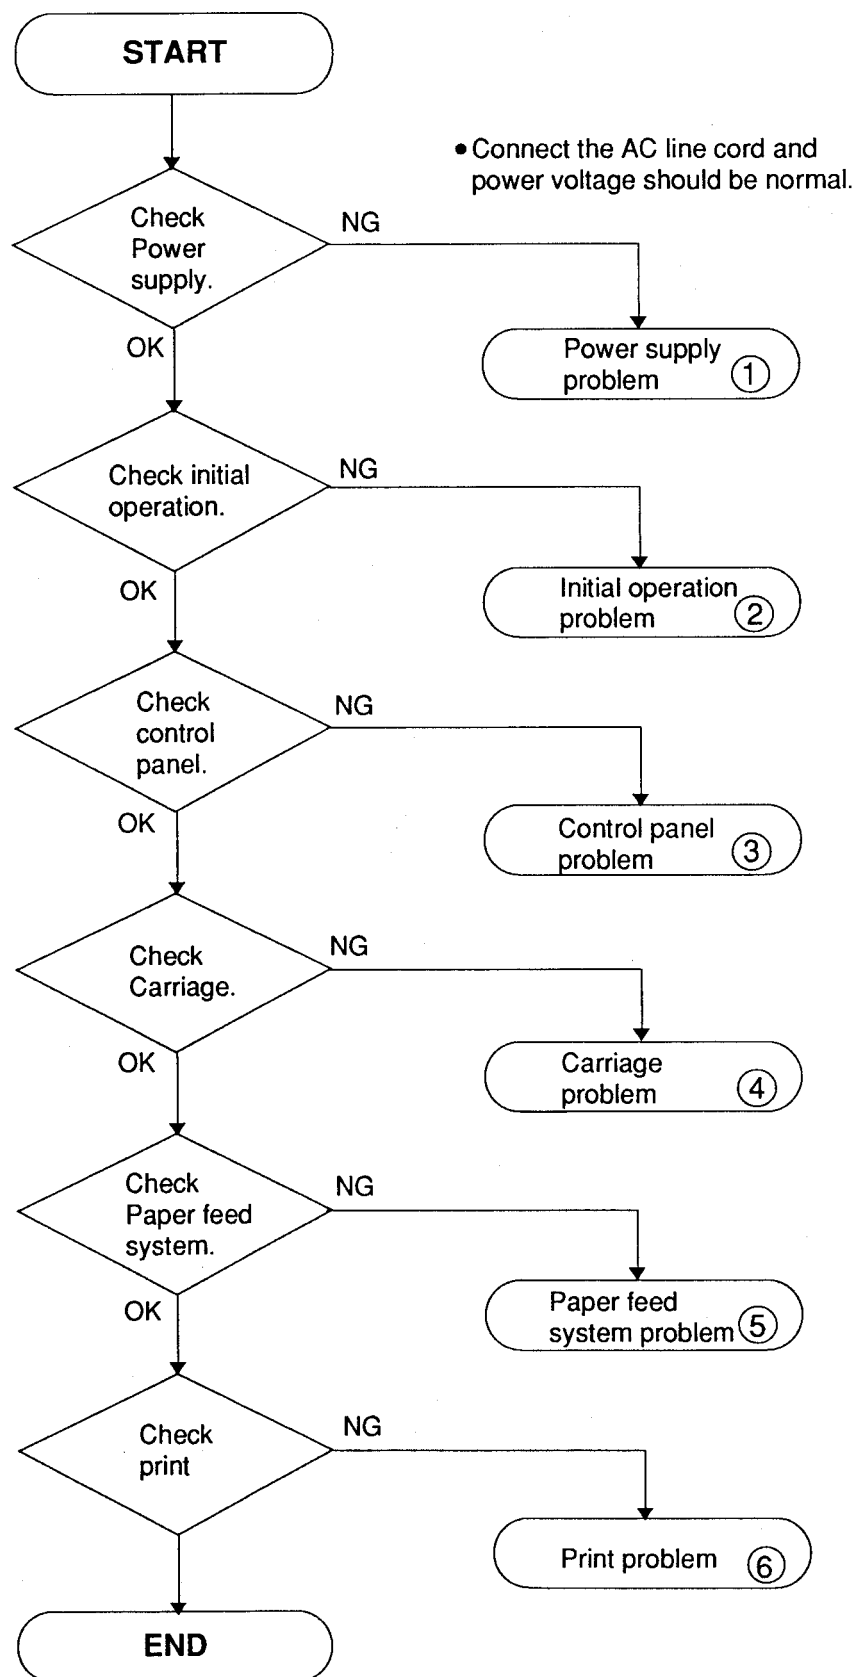 START
• Connect the AC line cord and
power voltage should be normal.
Check
Power
supply.
NG
OK
Power supply
problem ①
Check initial
operation.
NG
OK
Initial operation
problem ②
Check
control
panel.
NG
OK
Control panel
problem ③
Check
Carriage.
NG
OK
Carriage
problem ④
Check
Paper feed
system.
NG
OK
Paper feed
system problem ⑤
Check
print
NG
Print problem ⑥
END